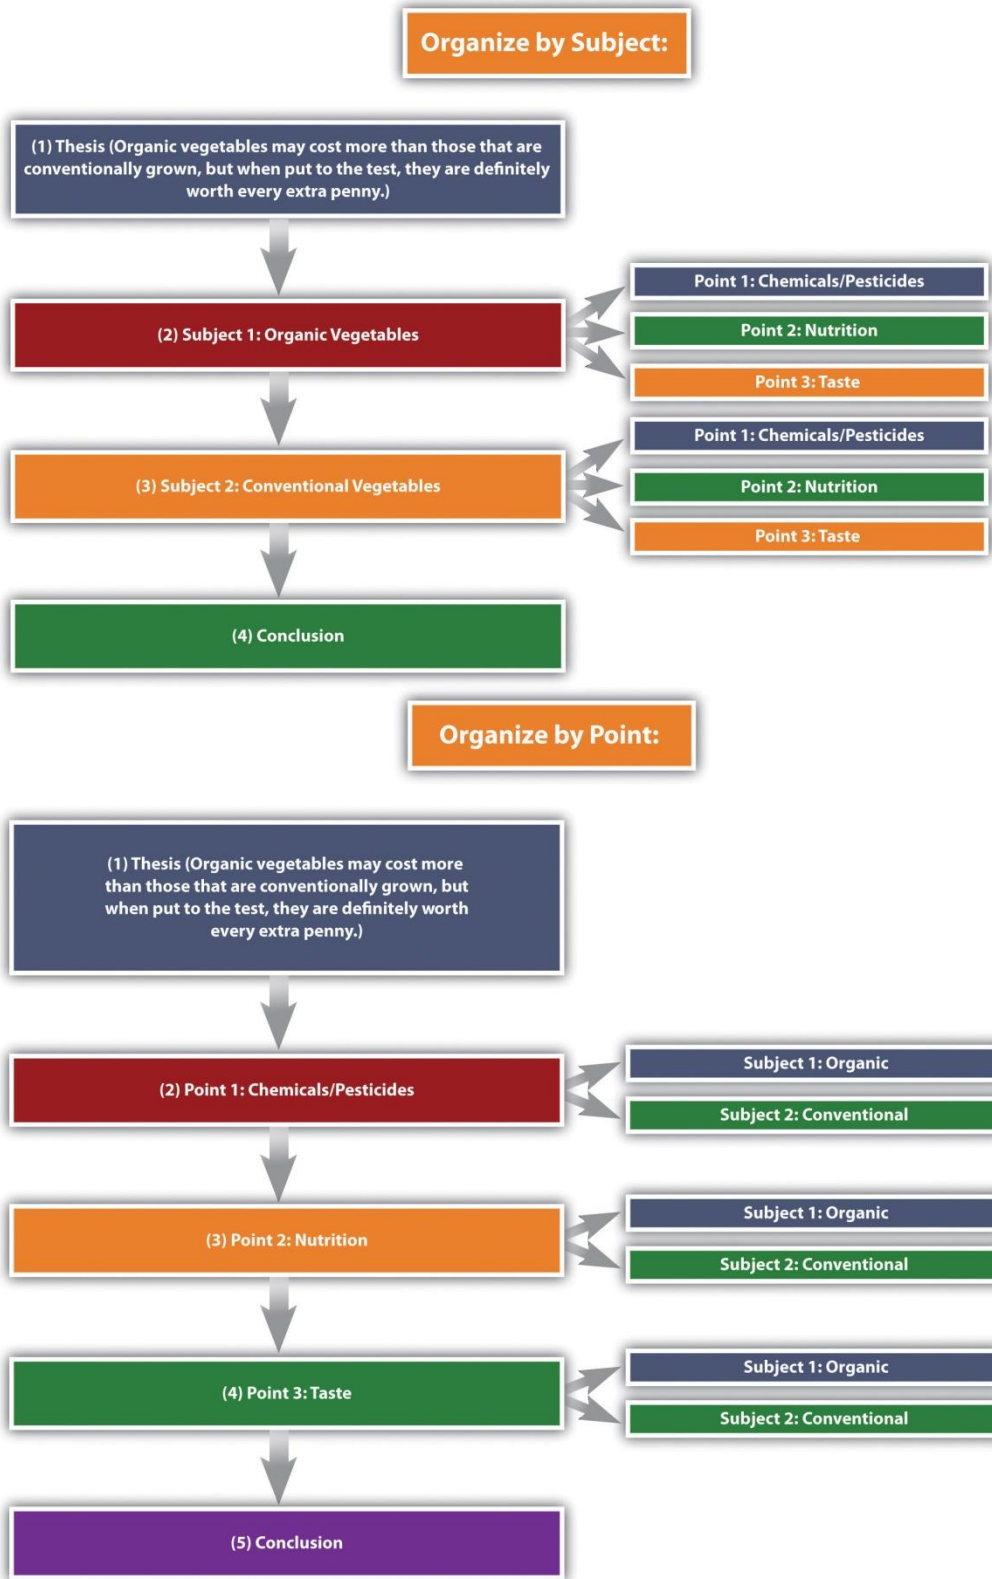 Organize by Subject:
(1) Thesis (Organic vegetables may cost more than those that are
conventionally grown, but when put to the test, they are definitely
worth every extra penny.)
(2) Subject 1: Organic Vegetables
Point 1: Chemicals/Pesticides
Point 2: Nutrition
Point 3: Taste
(3) Subject 2: Conventional Vegetables
Point 1: Chemicals/Pesticides
Point 2: Nutrition
Point 3: Taste
(4) Conclusion
Organize by Point:
(1) Thesis (Organic vegetables may cost more
than those that are conventionally grown, but
when put to the test, they are definitely worth
every extra penny.)
(2) Point 1: Chemicals/Pesticides
Subject 1: Organic
Subject 2: Conventional
(3) Point 2: Nutrition
Subject 1: Organic
Subject 2: Conventional
(4) Point 3: Taste
Subject 1: Organic
Subject 2: Conventional
(5) Conclusion